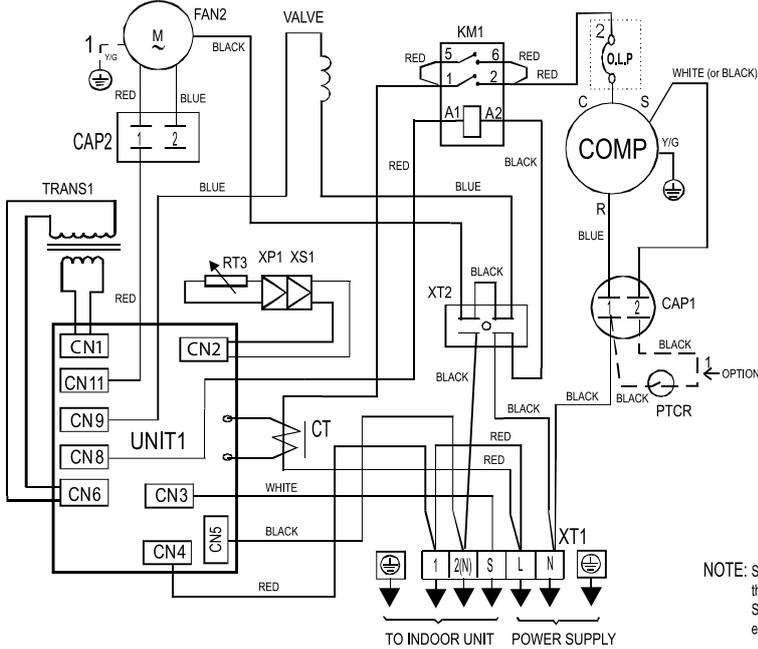 FAN2
VALVE
KM1
2
M
~
1
Y/G
BLACK
RED
5
6
RED
1
2
RED
O.L.P
WHITE (or BLACK)
RED
BLUE
C
S
A1
A2
CAP2
1
2
COMP
Y/G
RED
BLACK
TRANS1
BLUE
BLUE
R
BLUE
RT3
XP1
XS1
BLACK
XT2
RED
CAP1
1
2
CN1
CN2
BLACK
1
OPTION
CN11
BLACK
BLACK
BLACK
PTCR
CN9
BLACK
UNIT1
CT
RED
CN8
RED
CN6
CN3
WHITE
CN5
BLACK
CN4
XT1
1
2(N)
S
L
N
RED
TO INDOOR UNIT
POWER SUPPLY
NOTE: S
th
S
e